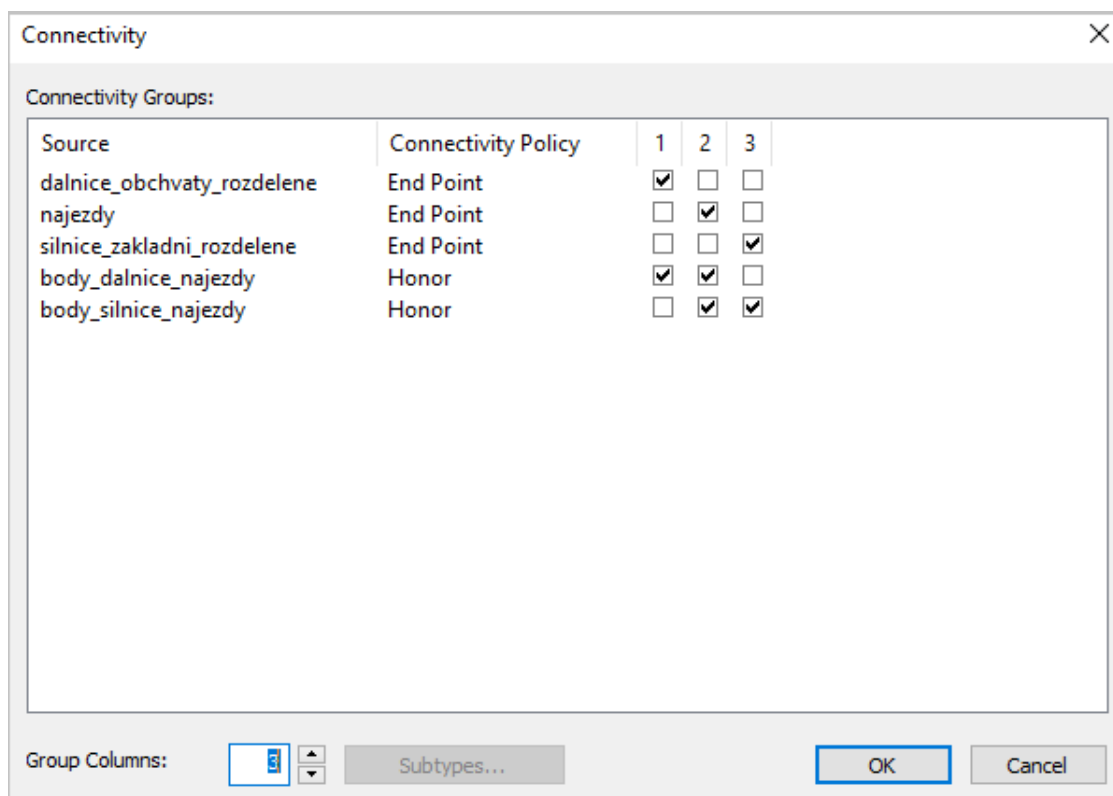 Connectivity
Connectivity Groups:
Source Connectivity Policy 1 2 3
dalnice_obchvaty_rozdelene End Point
najezdy End Point
silnice_zakladni_rozdelene End Point
body_dalnice_najezdy Honor
body_silnice_najezdy Honor
Group Columns: 3 Subtypes... OK Cancel